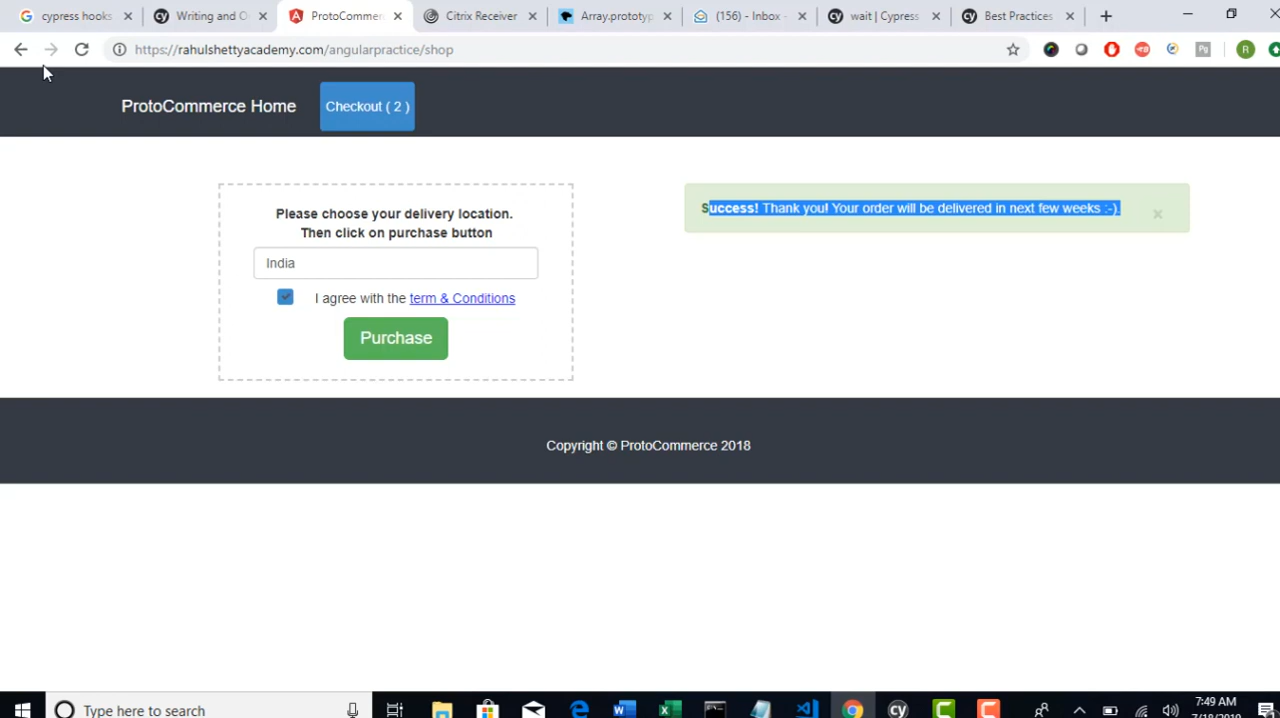 cypress hooks
Writing and O
ProtoCommer
Citrix Receiver
Array.prototyp
(156) - Inbox -
wait | Cypress
Best Practices
https://rahulshettyacademy.com/angularpractice/shop
ProtoCommerce Home
Checkout ( 2 )
Please choose your delivery location.
Then click on purchase button
India
I agree with the term & Conditions
Purchase
Success! Thank you! Your order will be delivered in next few weeks :-).
×
Copyright © ProtoCommerce 2018
Type here to search
7:49 AM